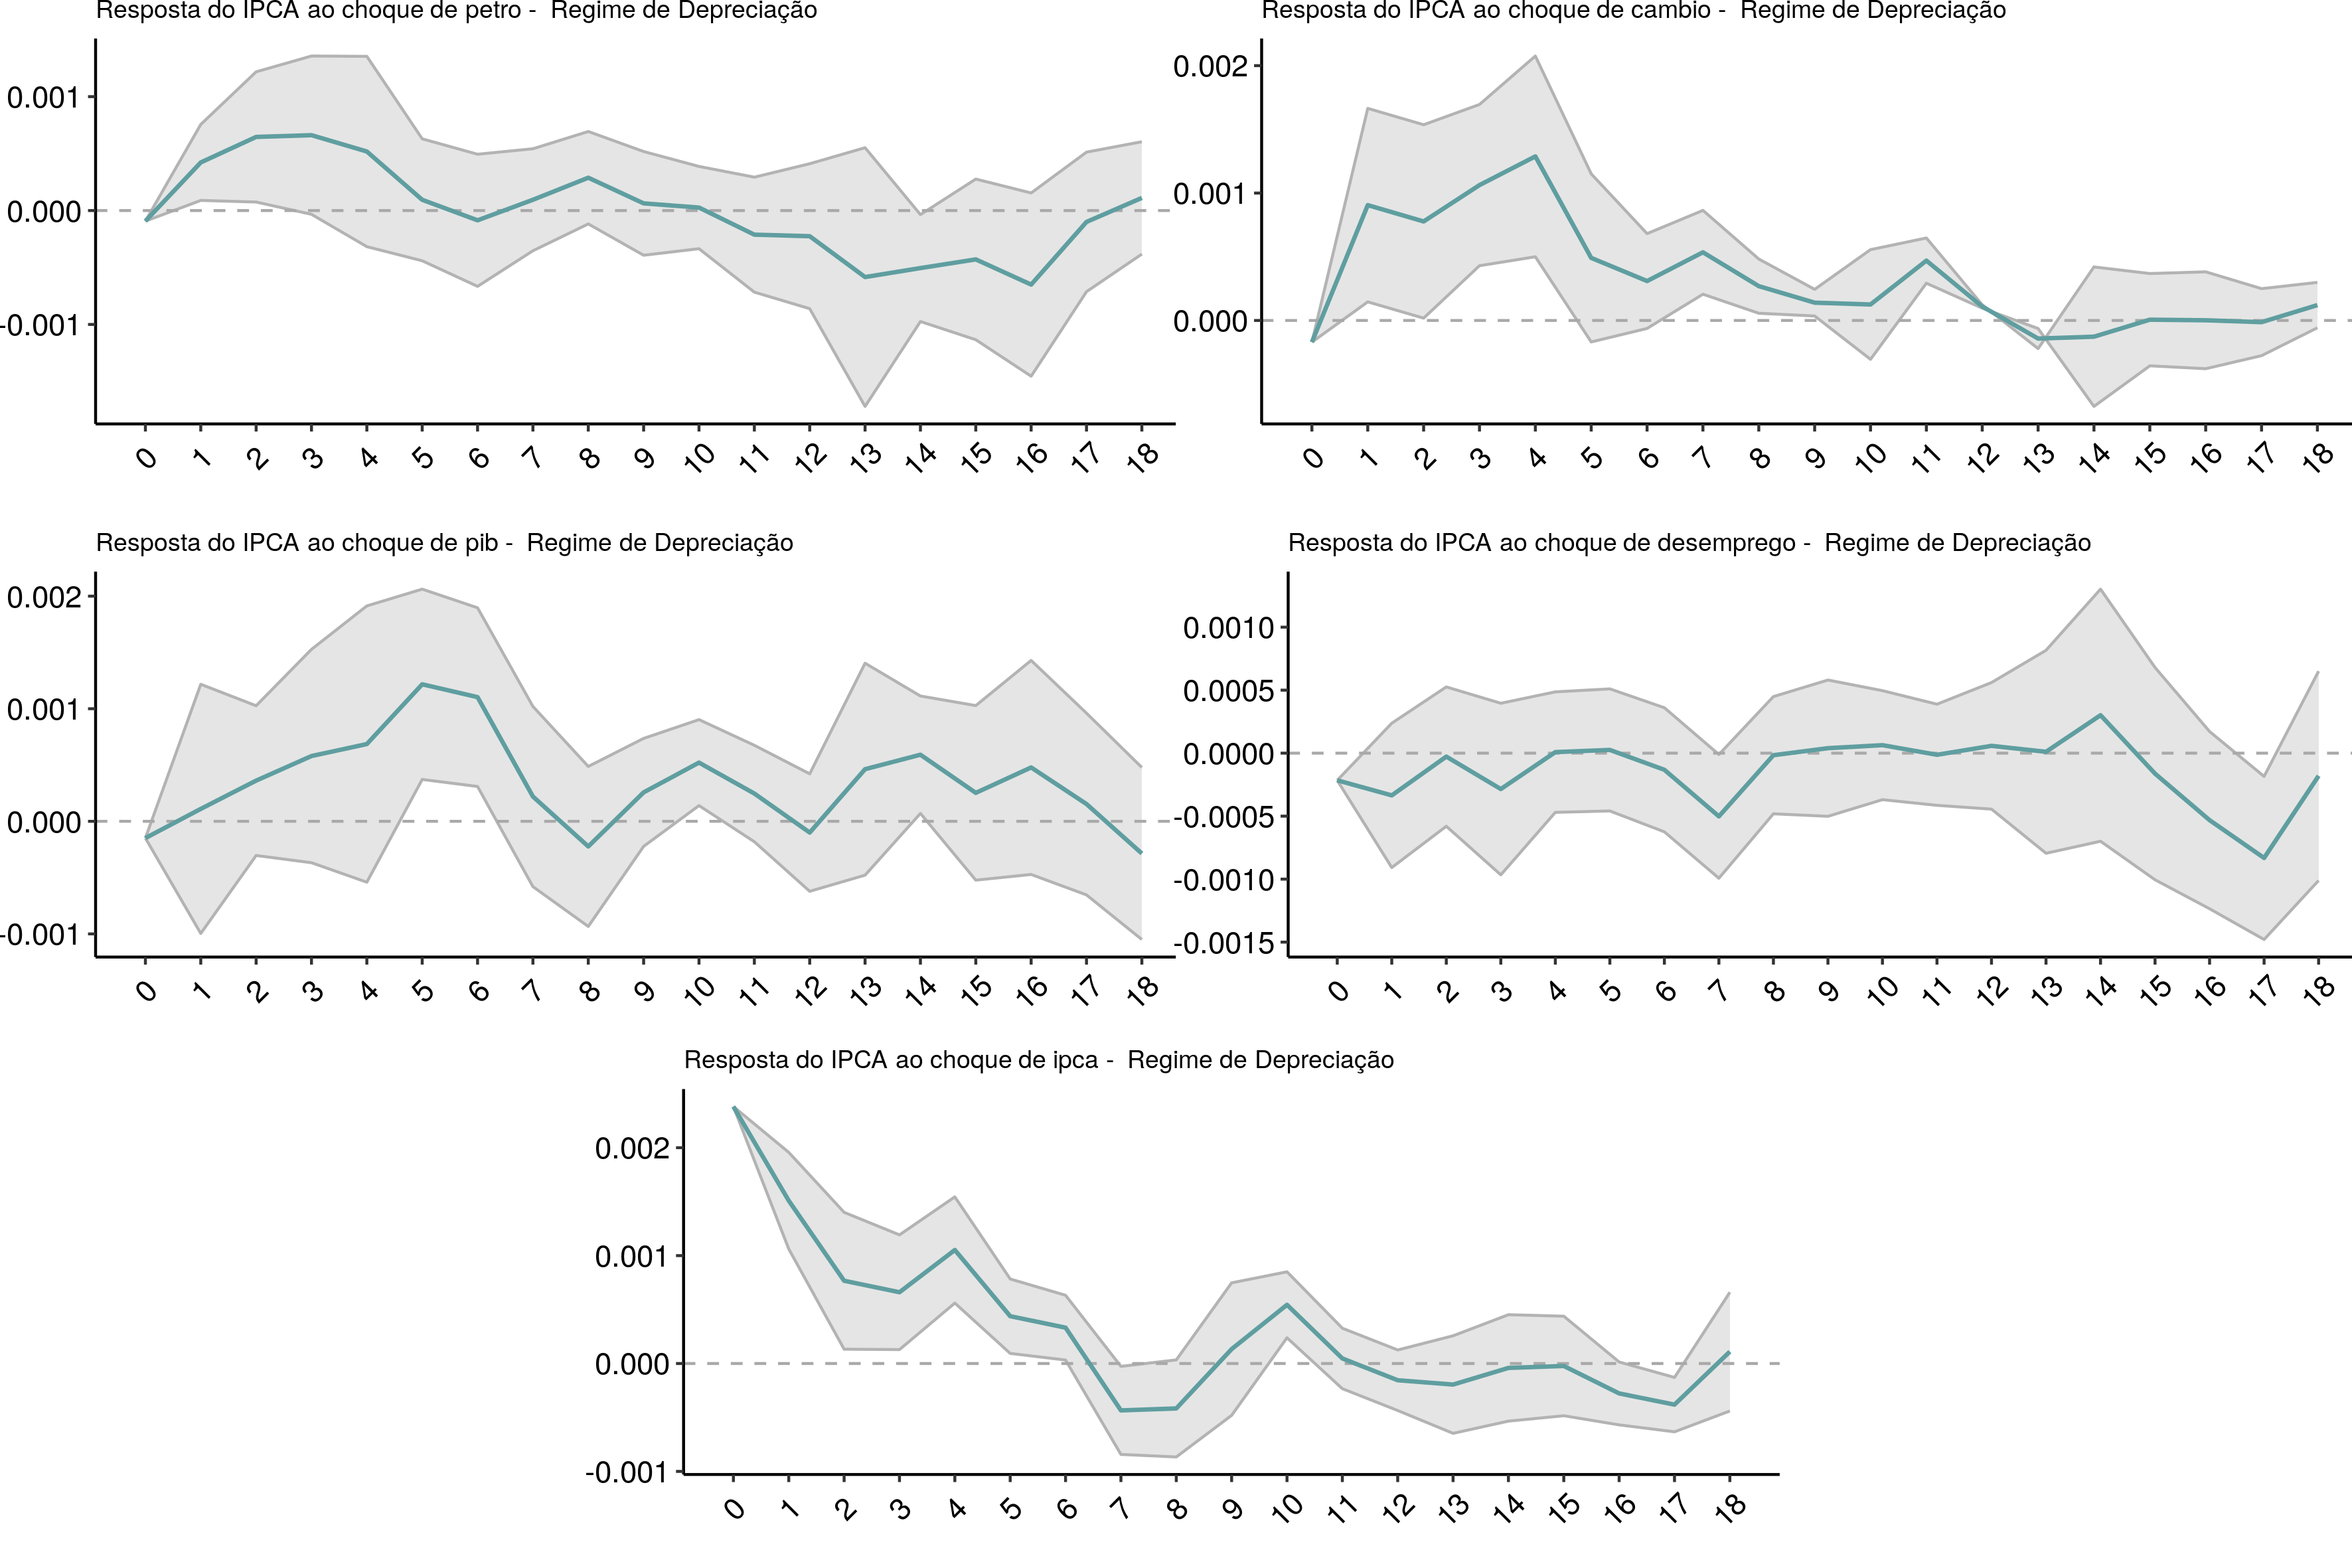 Resposta do IPCA ao choque de petro -  Regime de Depreciação
0.001
0.000
-0.001
0 1 2 3 4 5 6 7 8 9 10 11 12 13 14 15 16 17 18
Resposta do IPCA ao choque de cambio -  Regime de Depreciação
0.002
0.001
0.000
0 1 2 3 4 5 6 7 8 9 10 11 12 13 14 15 16 17 18
Resposta do IPCA ao choque de pib -  Regime de Depreciação
0.002
0.001
0.000
-0.001
0 1 2 3 4 5 6 7 8 9 10 11 12 13 14 15 16 17 18
Resposta do IPCA ao choque de desemprego -  Regime de Depreciação
0.0010
0.0005
0.0000
-0.0005
-0.0010
-0.0015
0 1 2 3 4 5 6 7 8 9 10 11 12 13 14 15 16 17 18
Resposta do IPCA ao choque de ipca -  Regime de Depreciação
0.002
0.001
0.000
-0.001
0 1 2 3 4 5 6 7 8 9 10 11 12 13 14 15 16 17 18